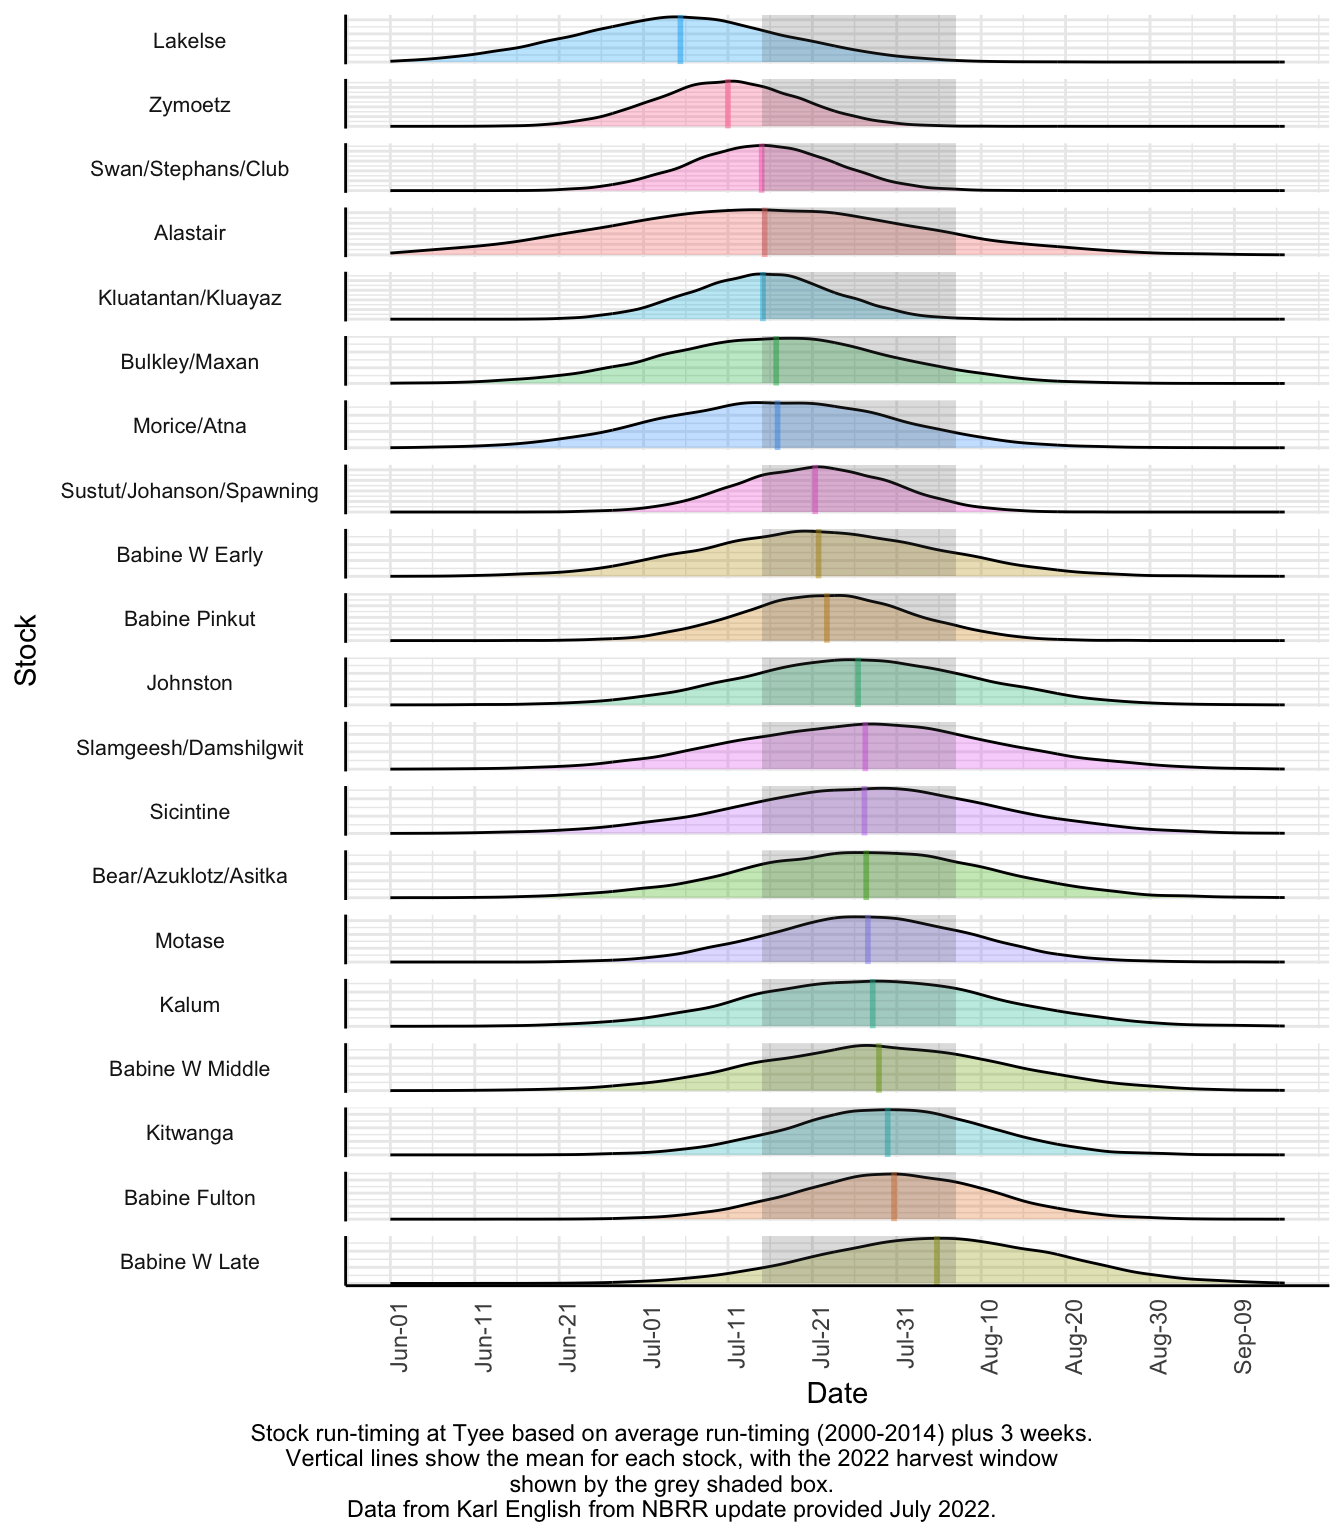 Lakelse
Zymoetz
Swan/Stephans/Club
Alastair
Kluatantan/Kluayaz
Bulkley/Maxan
Morice/Atna
Sustut/Johanson/Spawning
Babine W Early
Babine Pinkut
Johnston
Slamgeesh/Damshilgwit
Sicintine
Bear/Azuklotz/Asitka
Motase
Kalum
Babine W Middle
Kitwanga
Babine Fulton
Babine W Late
Stock
Jun-01
Jun-11
Jun-21
Jul-01
Jul-11
Jul-21
Jul-31
Aug-10
Aug-20
Aug-30
Sep-09
Date
Stock run-timing at Tyee based on average run-timing (2000-2014) plus 3 weeks.
Vertical lines show the mean for each stock, with the 2022 harvest window
shown by the grey shaded box.
Data from Karl English from NBRR update provided July 2022.